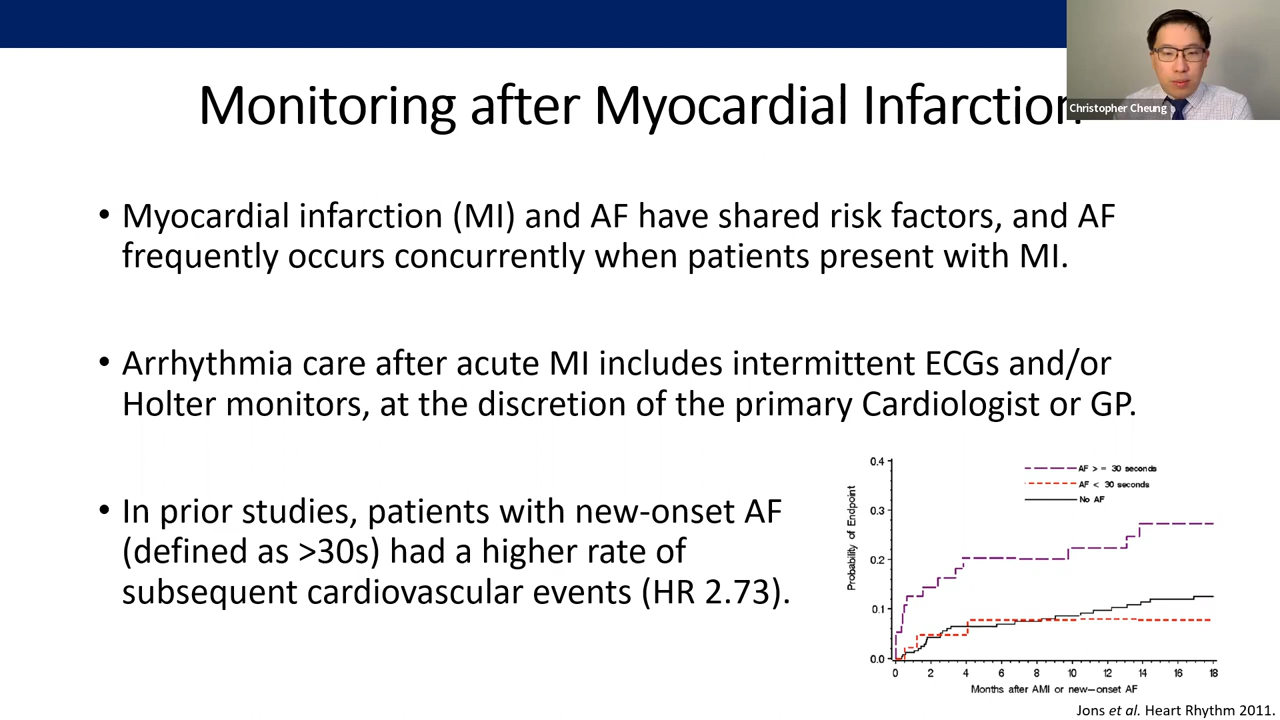 Monitoring after Myocardial Infarction
Christopher Cheung
• Myocardial infarction (MI) and AF have shared risk factors, and AF
frequently occurs concurrently when patients present with MI.
• Arrhythmia care after acute MI includes intermittent ECGs and/or
Holter monitors, at the discretion of the primary Cardiologist or GP.
• In prior studies, patients with new-onset AF
(defined as >30s) had a higher rate of
subsequent cardiovascular events (HR 2.73).
Probability of Endpoint
0.4
0.3
0.2
0.1
0.0
AF > = 30 seconds
AF < 30 seconds
No AF
0 2 4 6 8 10 12 14 16 18
Months after AMI or new-onset AF
Jons et al. Heart Rhythm 2011.